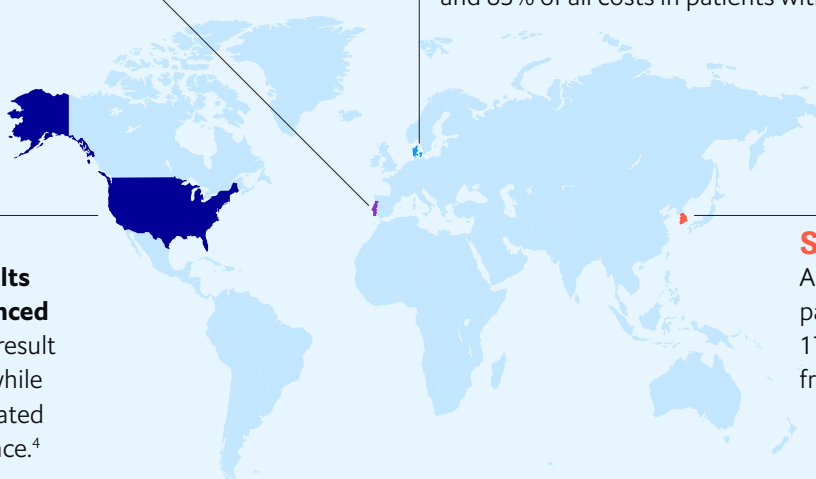 and 85% of all costs in patients with
lts
nced
result
while
ated
nce.⁴
S
A
pa
17
fr